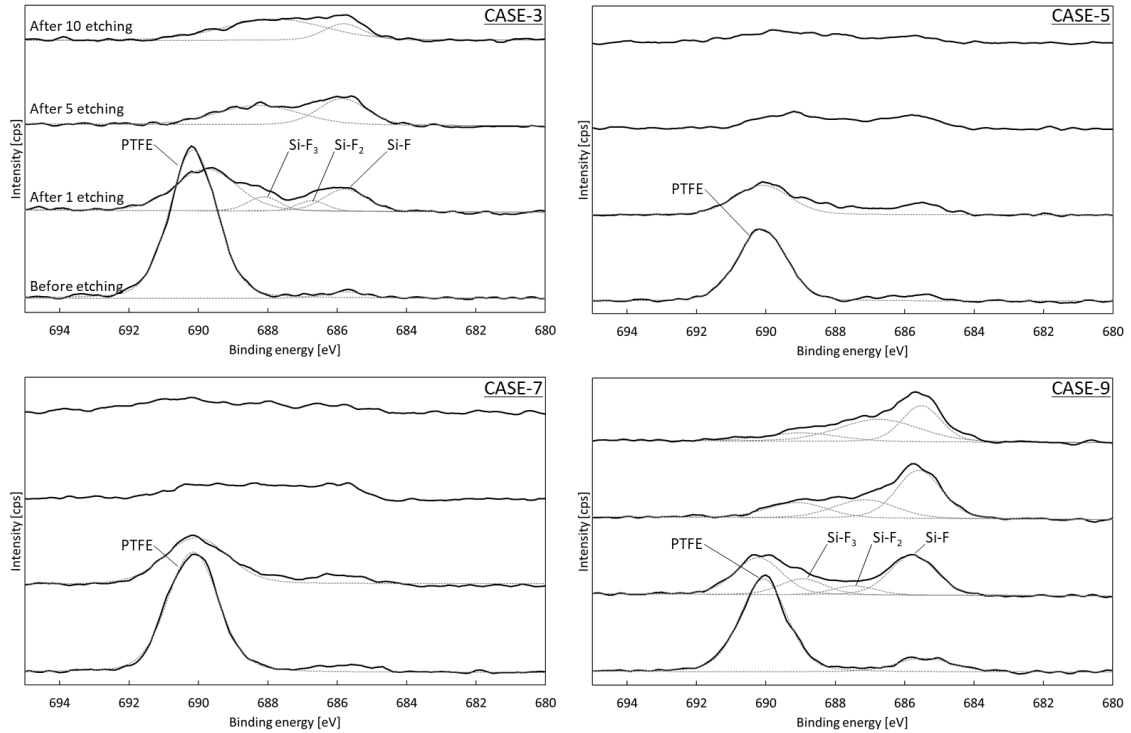 CASE-3
After 10 etching
After 5 etching
PTFE
Si-F3
Si-F2
Si-F
After 1 etching
Before etching
Intensity [cps]
694 692 690 688 686 684 682 680
Binding energy [eV]
CASE-5
PTFE
Intensity [cps]
694 692 690 688 686 684 682 680
Binding energy [eV]
CASE-7
PTFE
Intensity [cps]
694 692 690 688 686 684 682 680
Binding energy [eV]
CASE-9
PTFE
Si-F3
Si-F2
Si-F
Intensity [cps]
694 692 690 688 686 684 682 680
Binding energy [eV]